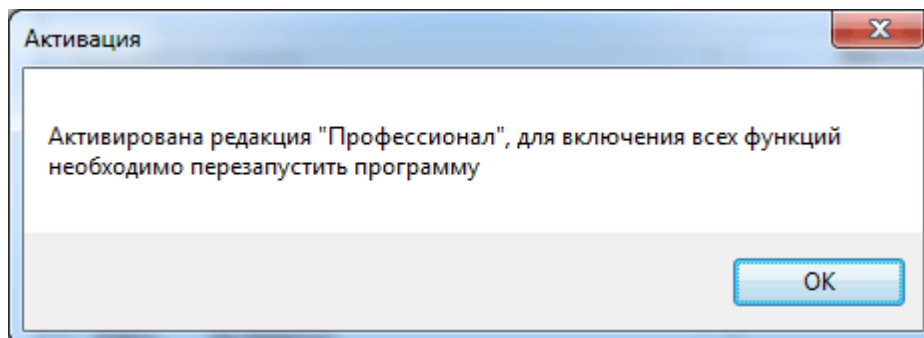 Активация
Активирована редакция "Профессионал", для включения всех функций
необходимо перезапустить программу
OK